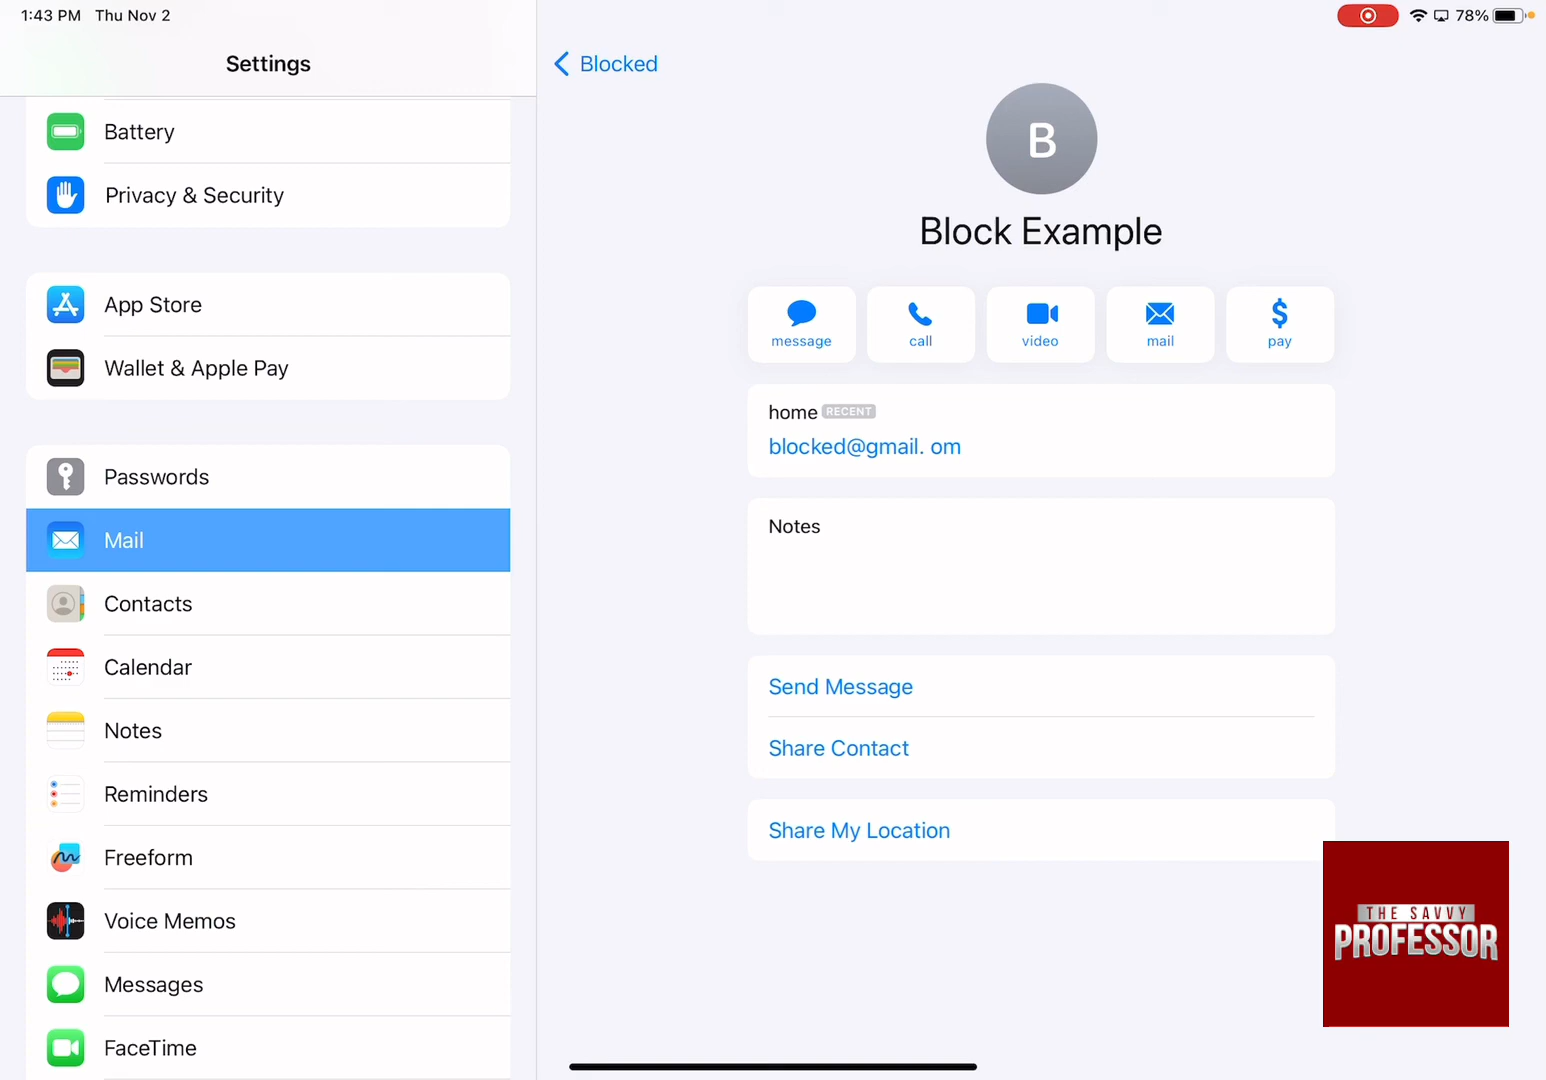 1:43 PM Thu Nov 2
78%
Settings
Battery
Privacy & Security
App Store
Wallet & Apple Pay
Passwords
Mail
Contacts
Calendar
Notes
Reminders
Freeform
Voice Memos
Messages
FaceTime
Blocked
B
Block Example
message
call
video
mail
$
pay
home RECENT
blocked@gmail. om
Notes
Send Message
Share Contact
Share My Location
THE SAVVY
PROFESSOR